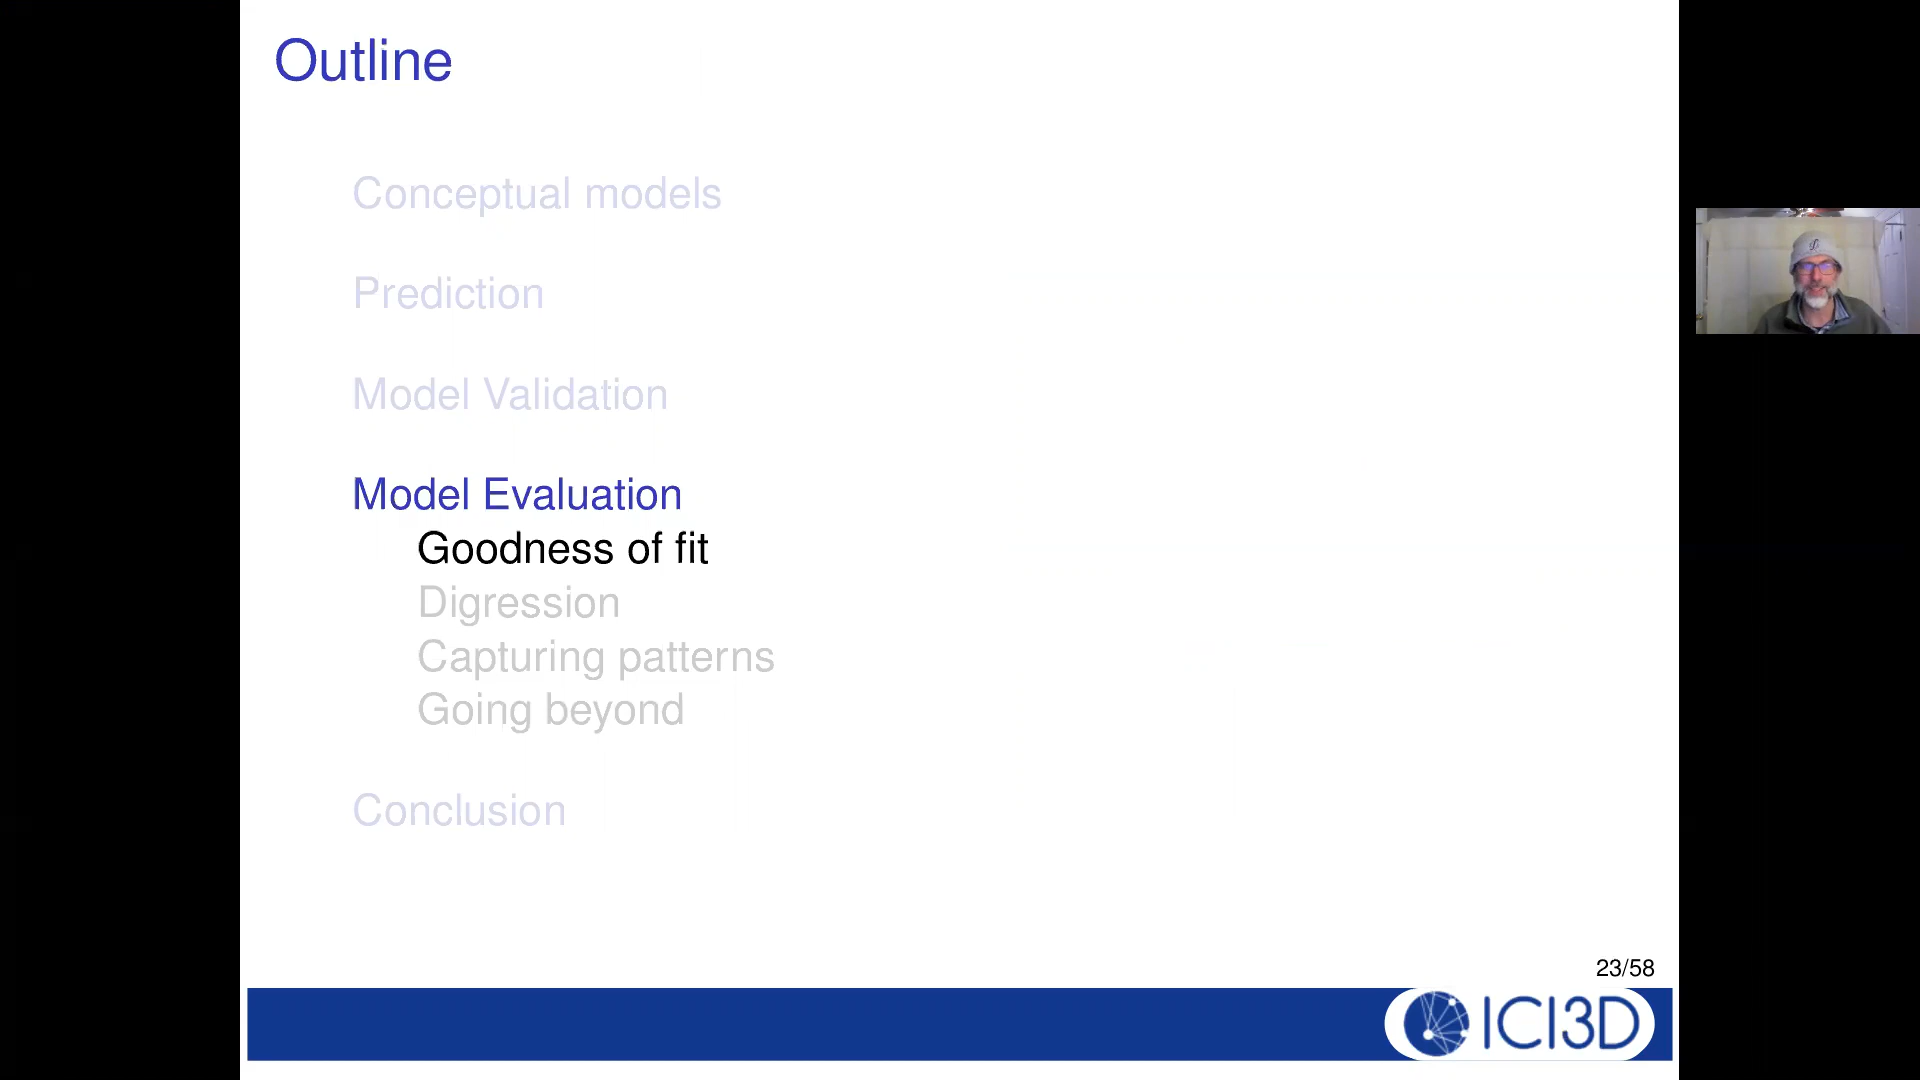 Outline
Conceptual models
Prediction
Model Validation
Model Evaluation
Goodness of fit
Digression
Capturing patterns
Going beyond
Conclusion
23/58
ICI3D